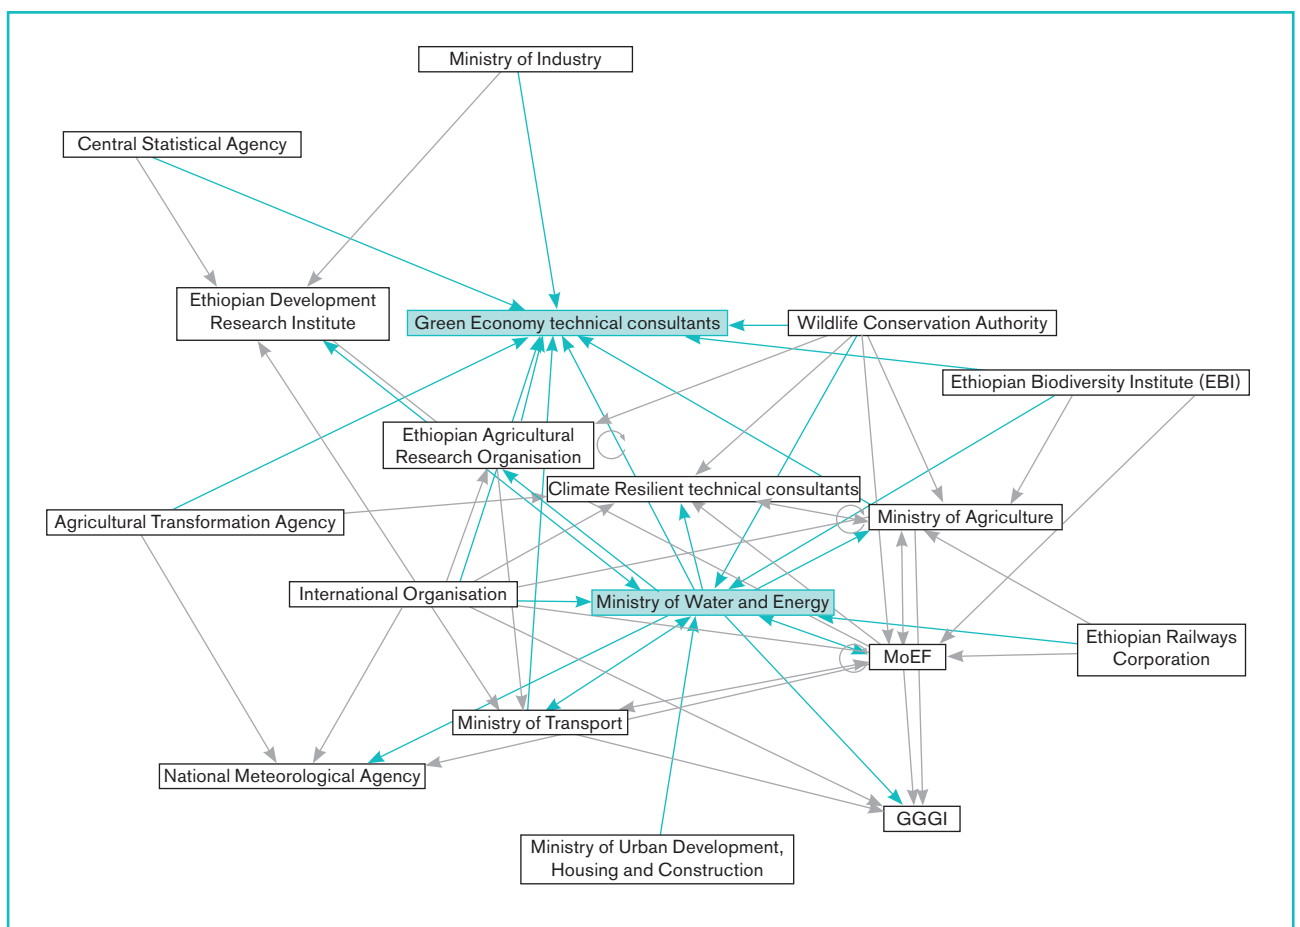 Ministry of Industry
Central Statistical Agency
Ethiopian Development
Research Institute
Green Economy technical consultants
Wildlife Conservation Authority
Ethiopian Biodiversity Institute (EBI)
Ethiopian Agricultural
Research Organisation
Climate Resilient technical consultants
Agricultural Transformation Agency
Ministry of Agriculture
International Organisation
Ministry of Water and Energy
Ethiopian Railways
Corporation
MoEF
Ministry of Transport
National Meteorological Agency
GGGI
Ministry of Urban Development,
Housing and Construction